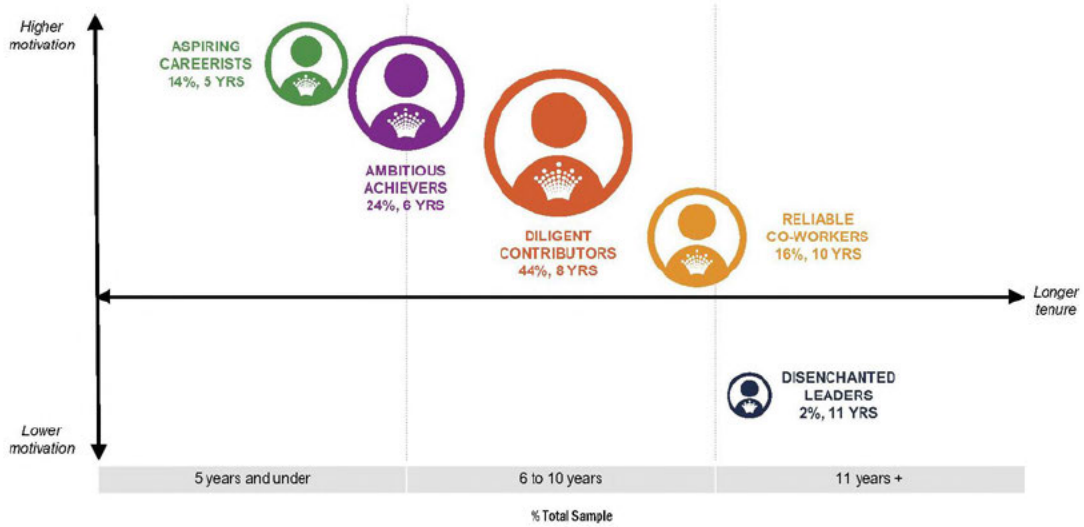 Higher
motivation
ASPIRING
CAREERISTS
14%, 5 YRS
AMBITIOUS
ACHIEVERS
24%, 6 YRS
DILIGENT
CONTRIBUTORS
44%, 8 YRS
RELIABLE
CO-WORKERS
16%, 10 YRS
Longer
tenure
DISENCHANTED
LEADERS
2%, 11 YRS
Lower
motivation
5 years and under
6 to 10 years
11 years +
% Total Sample